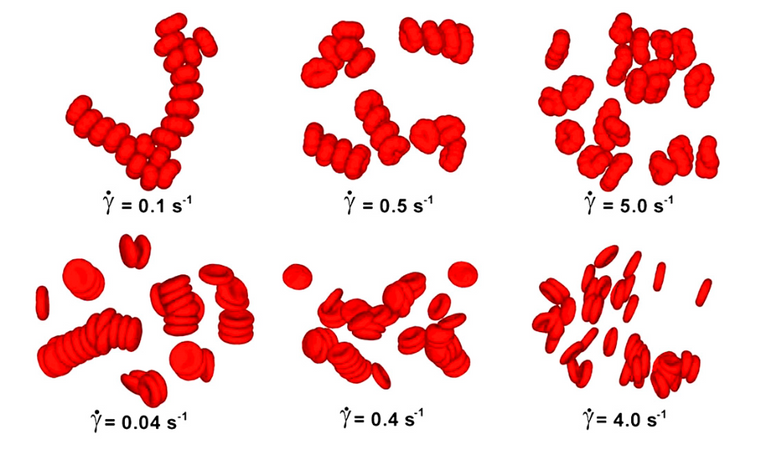 γ̇ = 0.1 s⁻¹
γ̇ = 0.5 s⁻¹
γ̇ = 5.0 s⁻¹
γ̇ = 0.04 s⁻¹
γ̇ = 0.4 s⁻¹
γ̇ = 4.0 s⁻¹